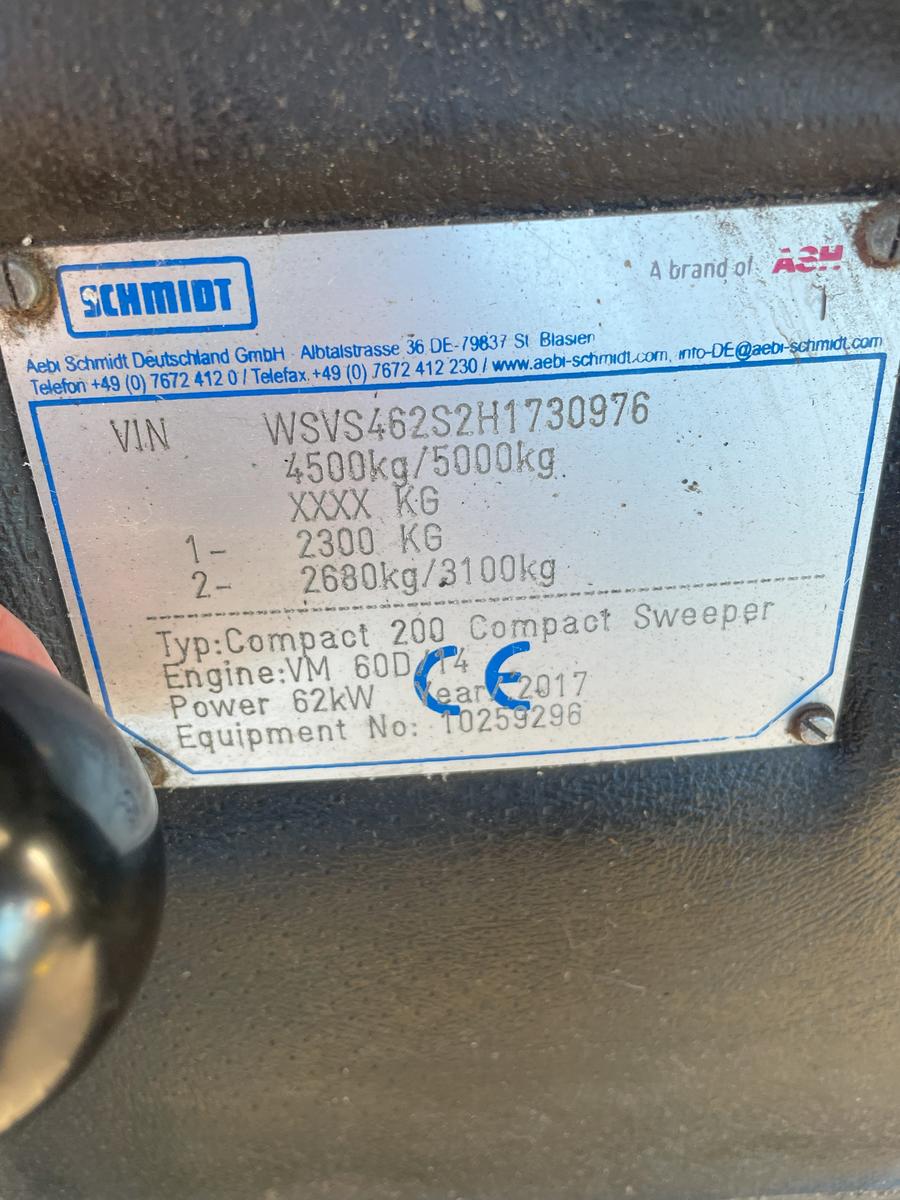 SCHMIDT
A brand of ASH
Aebi Schmidt Deutschland GmbH · Albtalstrasse 36 DE-79837 St. Blasien
Telefon +49 (0) 7672 412 0 / Telefax.+49 (0) 7672 412 230 / www.aebi-schmidt.com, info-DE@aebi-schmidt.com
VIN WSVS462S2H1730976
4500kg/5000kg
XXXX KG
1- 2300 KG
2- 2680kg/3100kg
Typ:Compact 200 Compact Sweeper
Engine:VM 60D/14
Power 62kW Year/2017
CE
Equipment No: 10259296